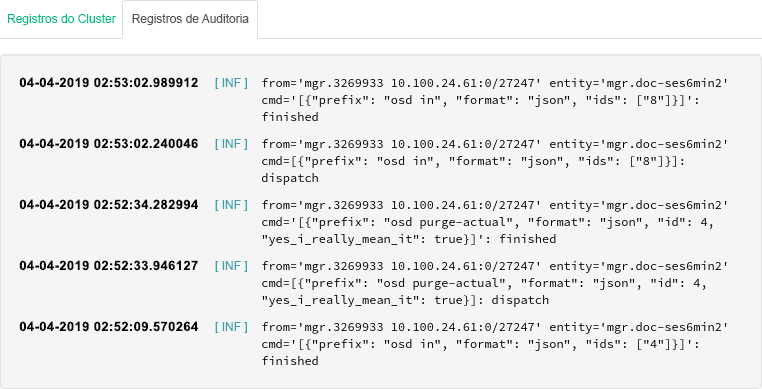 Registros do Cluster Registros de Auditoria
04-04-2019 02:53:02.989912 [ INF ] from='mgr.3269933 10.100.24.61:0/27247' entity='mgr.doc-ses6min2'
cmd='[{"prefix": "osd in", "format": "json", "ids": ["8"]}]':
finished
04-04-2019 02:53:02.240046 [ INF ] from='mgr.3269933 10.100.24.61:0/27247' entity='mgr.doc-ses6min2'
cmd=[{"prefix": "osd in", "format": "json", "ids": ["8"]}]:
dispatch
04-04-2019 02:52:34.282994 [ INF ] from='mgr.3269933 10.100.24.61:0/27247' entity='mgr.doc-ses6min2'
cmd='[{"prefix": "osd purge-actual", "format": "json", "id": 4,
"yes_i_really_mean_it": true}]': finished
04-04-2019 02:52:33.946127 [ INF ] from='mgr.3269933 10.100.24.61:0/27247' entity='mgr.doc-ses6min2'
cmd=[{"prefix": "osd purge-actual", "format": "json", "id": 4,
"yes_i_really_mean_it": true}]: dispatch
04-04-2019 02:52:09.570264 [ INF ] from='mgr.3269933 10.100.24.61:0/27247' entity='mgr.doc-ses6min2'
cmd='[{"prefix": "osd in", "format": "json", "ids": ["4"]}]':
finished